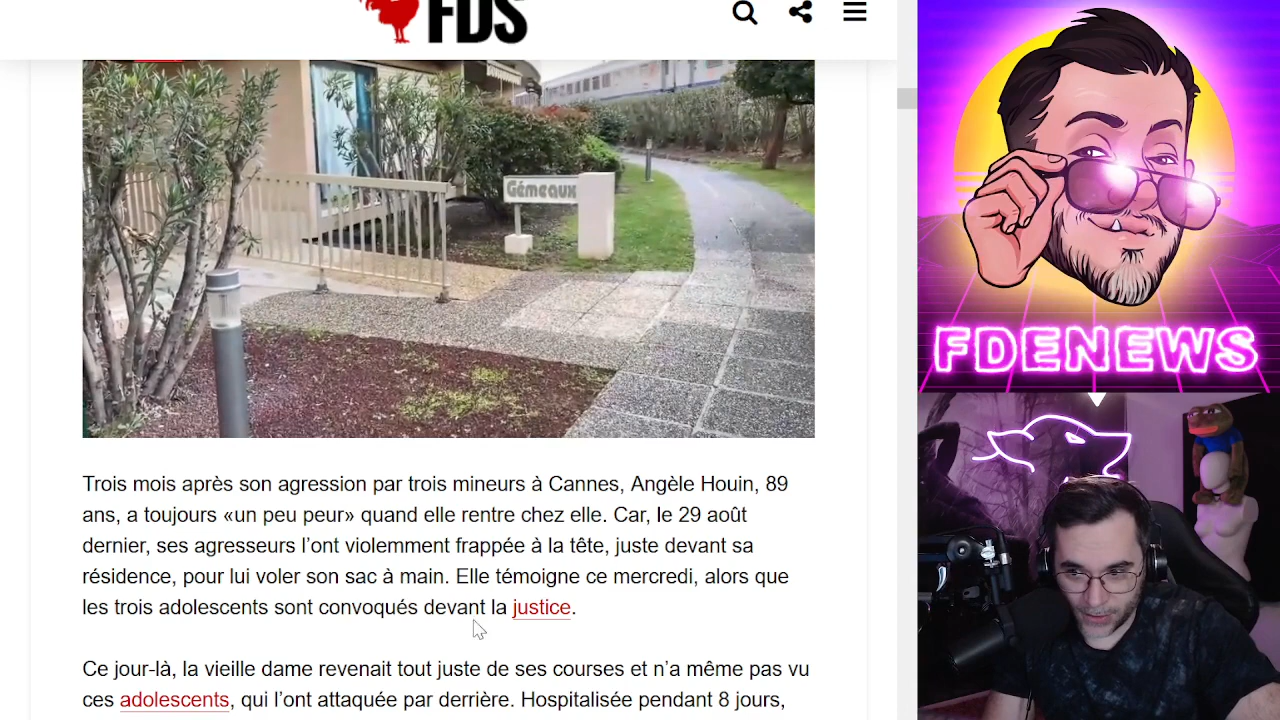 FDS
Gémeaux
Trois mois après son agression par trois mineurs à Cannes, Angèle Houin, 89
ans, a toujours «un peu peur» quand elle rentre chez elle. Car, le 29 août
dernier, ses agresseurs l’ont violemment frappée à la tête, juste devant sa
résidence, pour lui voler son sac à main. Elle témoigne ce mercredi, alors que
les trois adolescents sont convoqués devant la justice.
Ce jour-là, la vieille dame revenait tout juste de ses courses et n’a même pas vu
ces adolescents, qui l’ont attaquée par derrière. Hospitalisée pendant 8 jours,
FDENEWS